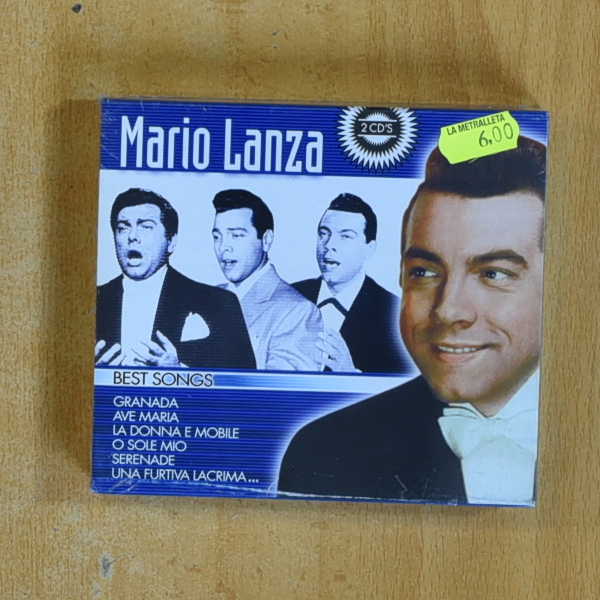 Mario Lanza
2 CD'S
LA METRALLETA
6,00
BEST SONGS
GRANADA
AVE MARIA
LA DONNA E MOBILE
O SOLE MIO
SERENADE
UNA FURTIVA LACRIMA...